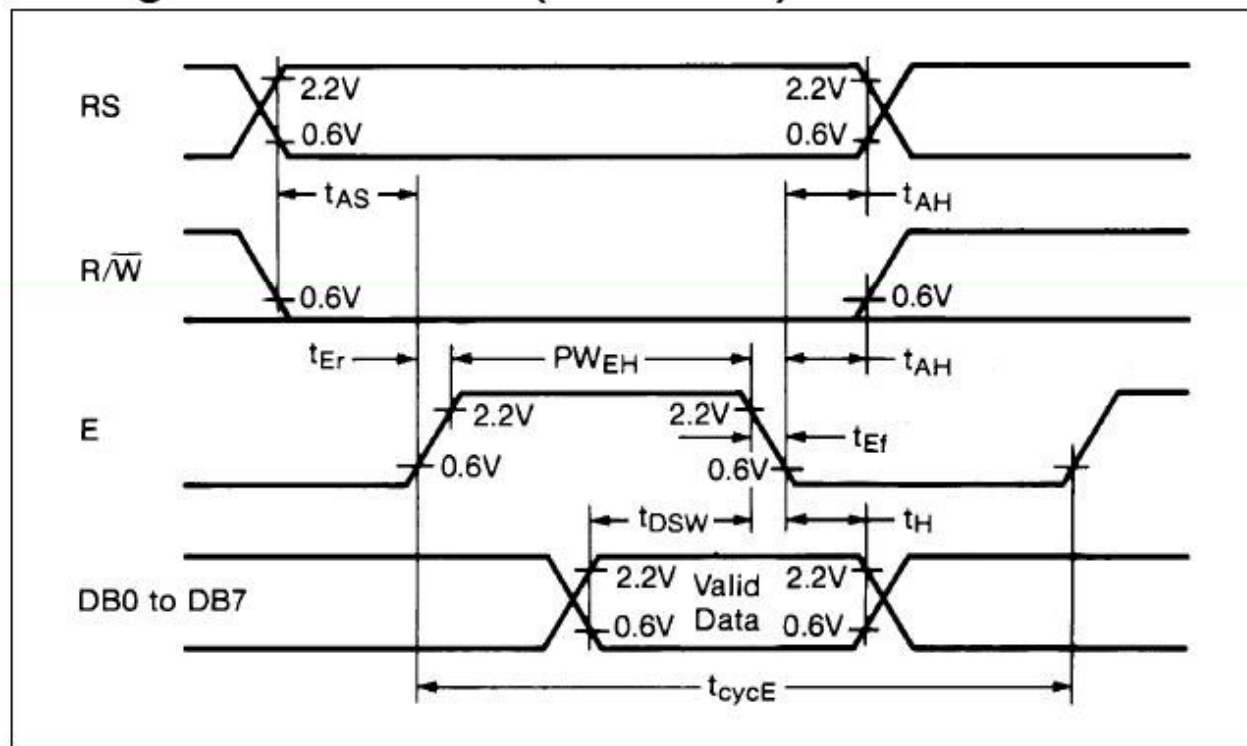 RS
2.2V
2.2V
0.6V
0.6V
tAS
tAH
R/W̅
0.6V
0.6V
tEr
PWEH
tAH
E
2.2V
2.2V
tEf
0.6V
0.6V
tDSW
tH
DB0 to DB7
2.2V
Valid
2.2V
0.6V
Data
0.6V
tcycE